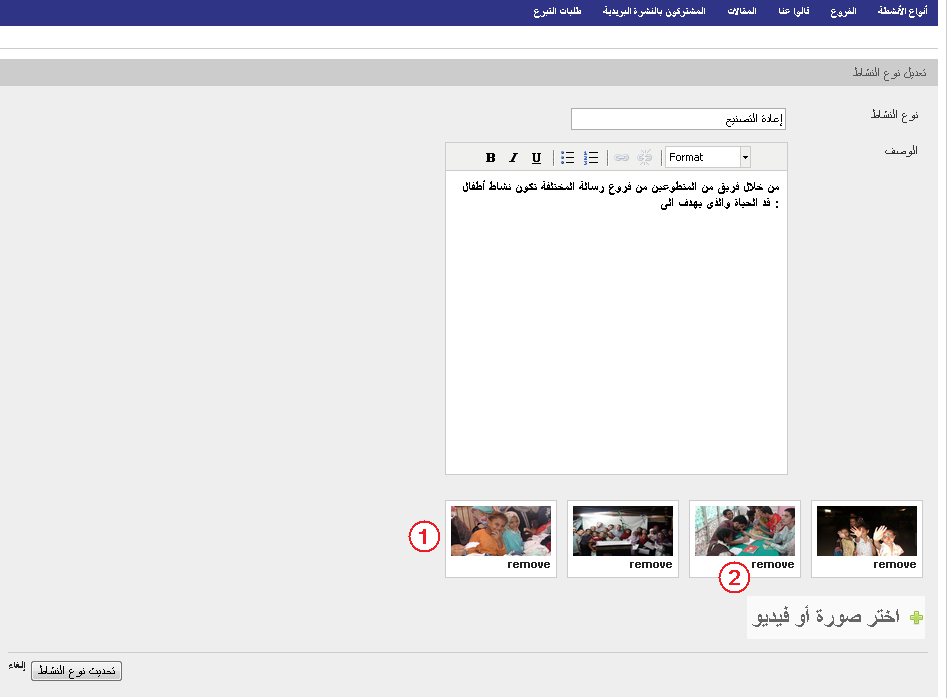 أنواع الأنشطة الفروع قالوا عنا المقالات المشتركون بالنشرة البريدية طلبات التبرع
تعديل نوع النشاط
نوع النشاط
إعادة التصنيع
الوصف
B I U Format
من خلال فريق من المتطوعين من فروع رسالة المختلفة تكون نشاط أطفال
قد الحياة والذى يهدف الى :
1
remove remove remove remove
2
اختر صورة أو فيديو
تحديث نوع النشاط
إلغاء